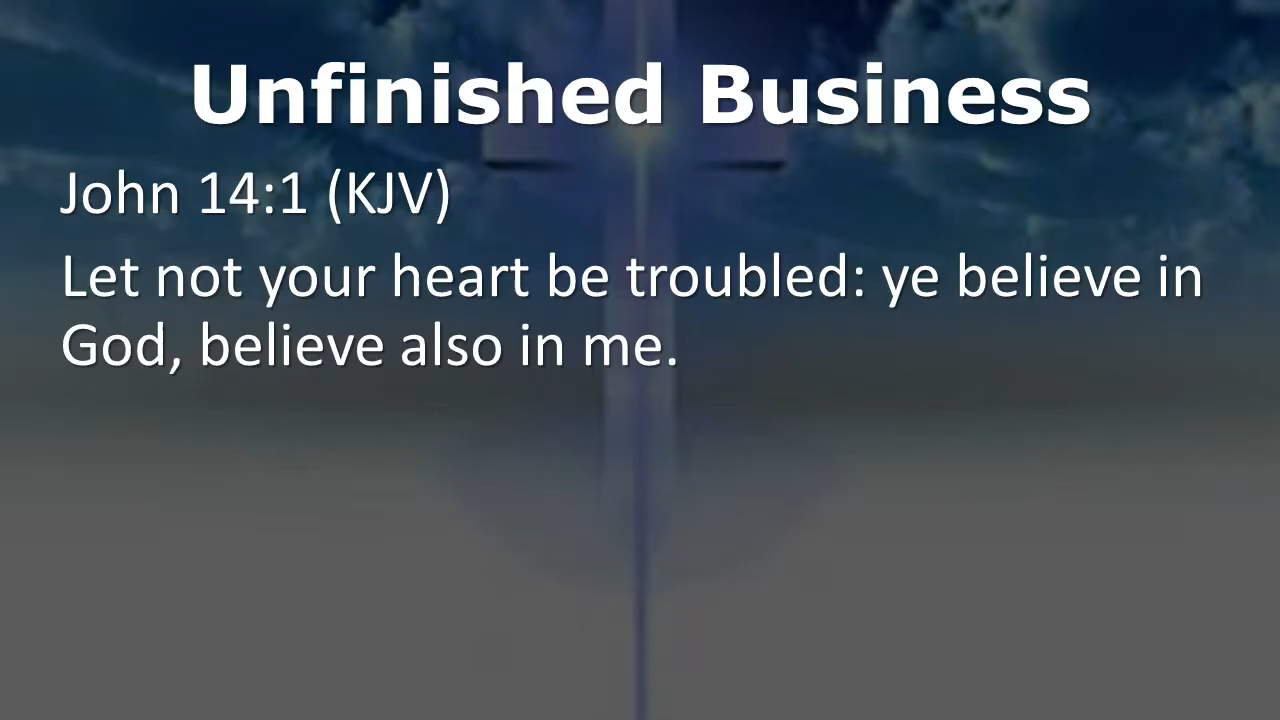 Unfinished Business
John 14:1 (KJV)
Let not your heart be troubled: ye believe in
God, believe also in me.